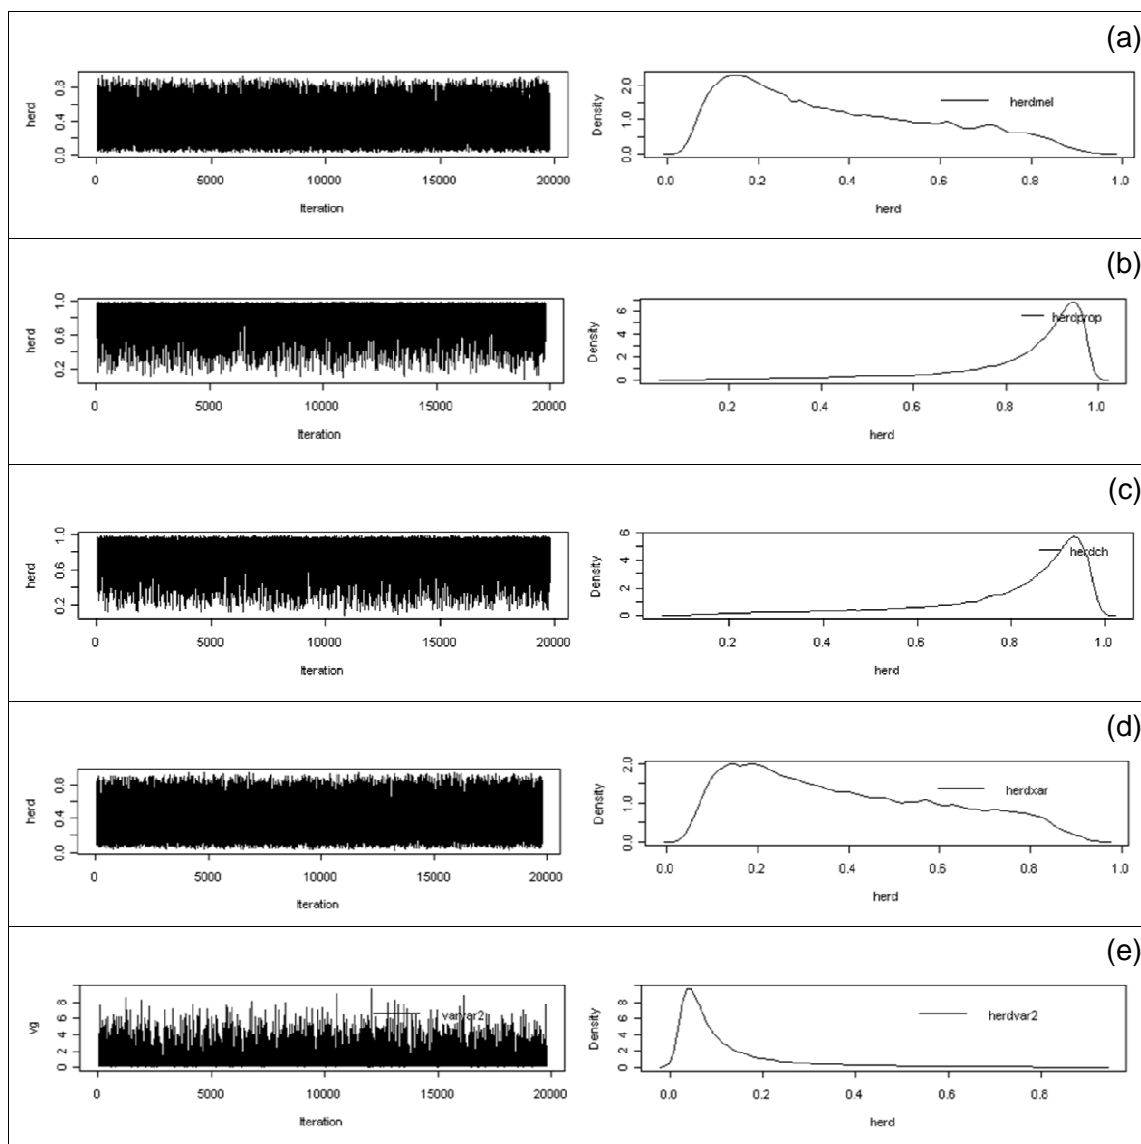 (a)
herd
0.0 0.4 0.8
0 5000 10000 15000 20000
Iteration
Density
0.0 1.0 2.0
herdmel
0.0 0.2 0.4 0.6 0.8 1.0
herd
(b)
herd
0.2 0.6 1.0
0 5000 10000 15000 20000
Iteration
Density
0 2 4 6
herdprop
0.2 0.4 0.6 0.8 1.0
herd
(c)
herd
0.2 0.6 1.0
0 5000 10000 15000 20000
Iteration
Density
0 2 4 6
herdch
0.2 0.4 0.6 0.8 1.0
herd
(d)
herd
0.0 0.4 0.8
0 5000 10000 15000 20000
Iteration
Density
0.0 1.0 2.0
herdxar
0.0 0.2 0.4 0.6 0.8 1.0
herd
(e)
vg
0 2 4 6 8
varvar2
0 5000 10000 15000 20000
Iteration
Density
0 2 4 6 8
herdvar2
0.0 0.2 0.4 0.6 0.8
herd